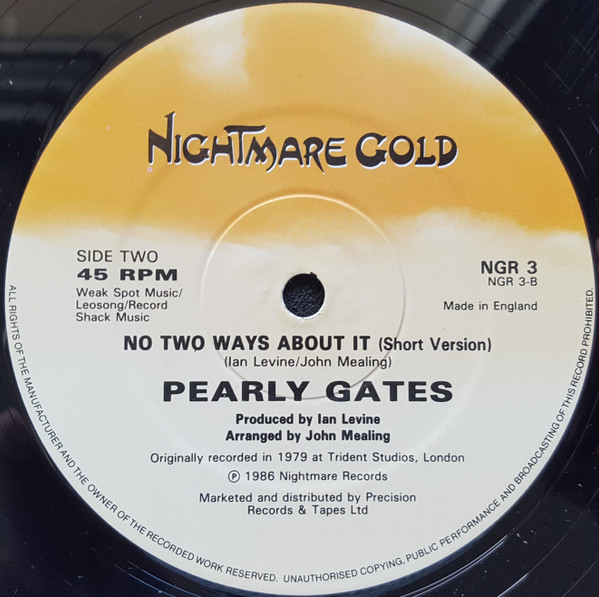 NIGHTMARE GOLD
SIDE TWO
45 RPM
Weak Spot Music/
Leosong/Record
Shack Music
NGR 3
NGR 3-B
Made in England
NO TWO WAYS ABOUT IT (Short Version)
(Ian Levine/John Mealing)
PEARLY GATES
Produced by Ian Levine
Arranged by John Mealing
Originally recorded in 1979 at Trident Studios, London
℗ 1986 Nightmare Records
Marketed and distributed by Precision
Records & Tapes Ltd
ALL RIGHTS OF THE MANUFACTURER AND THE OWNER OF THE RECORDED WORK RESERVED. UNAUTHORISED COPYING, PUBLIC PERFORMANCE AND BROADCASTING OF THIS RECORD PROHIBITED.